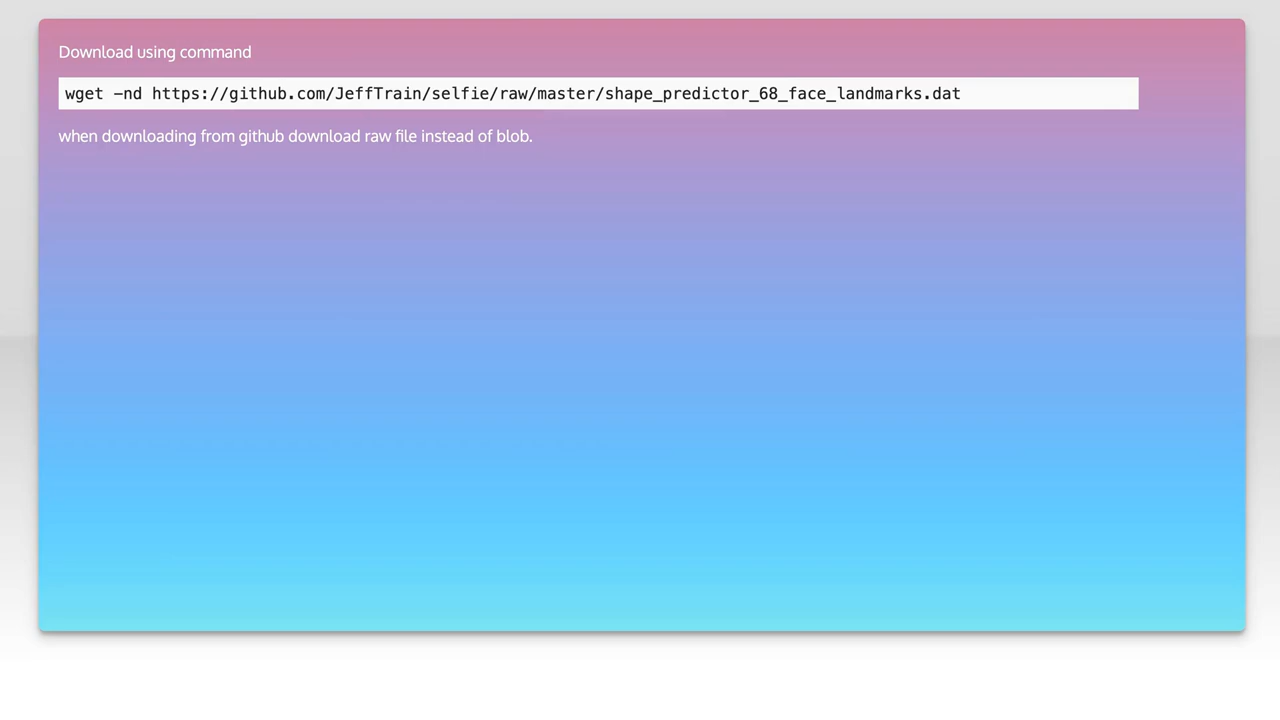 Download using command
wget -nd https://github.com/JeffTrain/selfie/raw/master/shape_predictor_68_face_landmarks.dat
when downloading from github download raw file instead of blob.